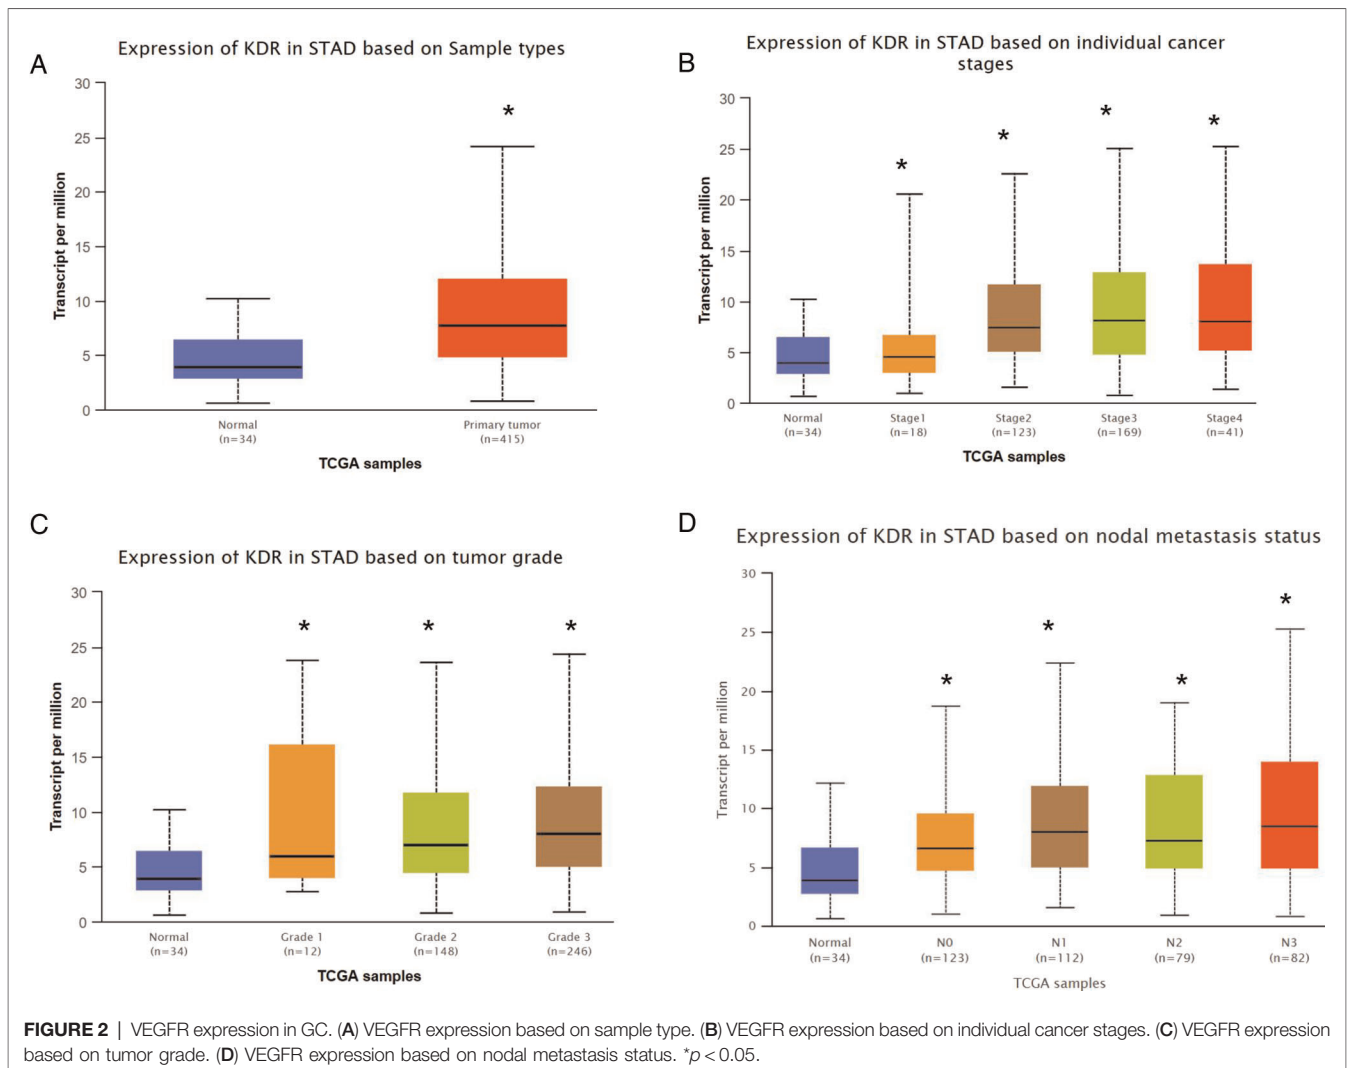 A
Expression of KDR in STAD based on Sample types
Transcript per million
30
25
20
15
10
5
0
*
Normal
(n=34)
Primary tumor
(n=415)
TCGA samples
B
Expression of KDR in STAD based on individual cancer
stages
Transcript per million
30
25
20
15
10
5
0
* * * *
Normal
(n=34)
Stage1
(n=18)
Stage2
(n=123)
Stage3
(n=169)
Stage4
(n=41)
TCGA samples
C
Expression of KDR in STAD based on tumor grade
Transcript per million
30
25
20
15
10
5
0
* * *
Normal
(n=34)
Grade 1
(n=12)
Grade 2
(n=148)
Grade 3
(n=246)
TCGA samples
D
Expression of KDR in STAD based on nodal metastasis status
Transcript per million
30
25
20
15
10
5
0
* * * *
Normal
(n=34)
N0
(n=123)
N1
(n=112)
N2
(n=79)
N3
(n=82)
TCGA samples
FIGURE 2 | VEGFR expression in GC. (A) VEGFR expression based on sample type. (B) VEGFR expression based on individual cancer stages. (C) VEGFR expression
based on tumor grade. (D) VEGFR expression based on nodal metastasis status. *p < 0.05.